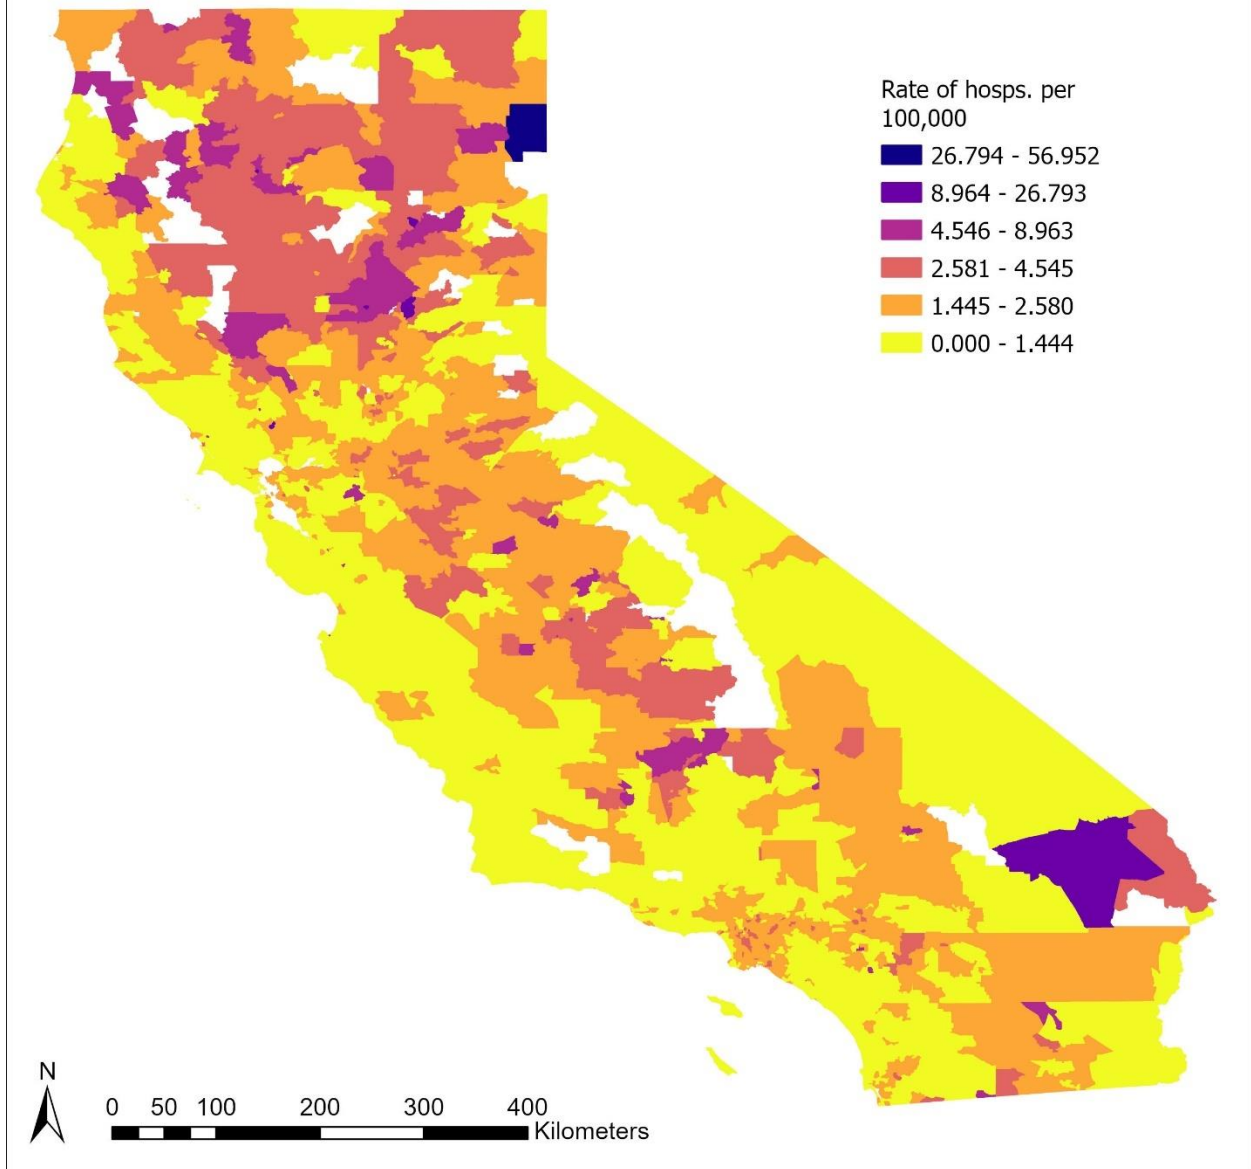 Rate of hosps. per
100,000
26.794 - 56.952
8.964 - 26.793
4.546 - 8.963
2.581 - 4.545
1.445 - 2.580
0.000 - 1.444
N
0 50 100 200 300 400
Kilometers